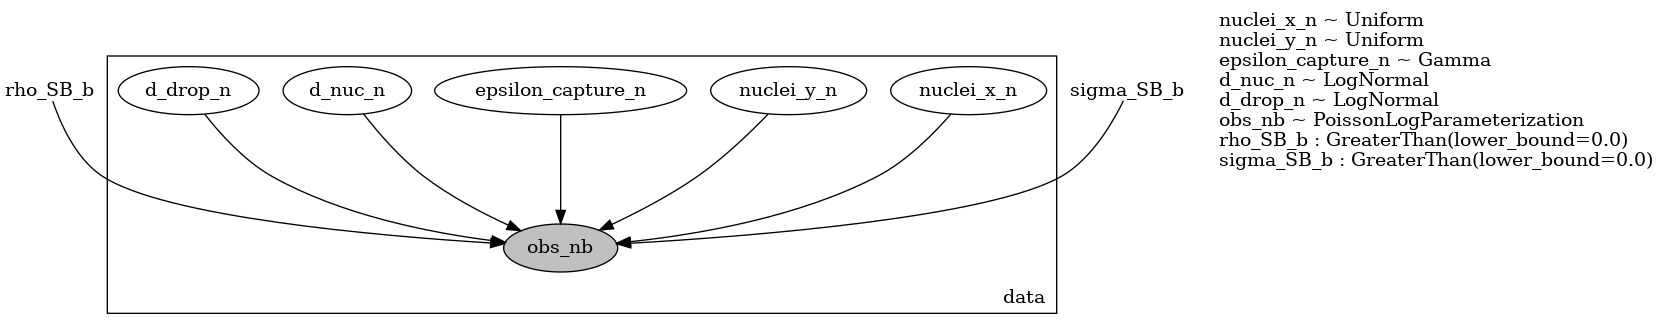 rho_SB_b
d_drop_n
d_nuc_n
epsilon_capture_n
nuclei_y_n
nuclei_x_n
sigma_SB_b
obs_nb
data
nuclei_x_n ~ Uniform
nuclei_y_n ~ Uniform
epsilon_capture_n ~ Gamma
d_nuc_n ~ LogNormal
d_drop_n ~ LogNormal
obs_nb ~ PoissonLogParameterization
rho_SB_b : GreaterThan(lower_bound=0.0)
sigma_SB_b : GreaterThan(lower_bound=0.0)